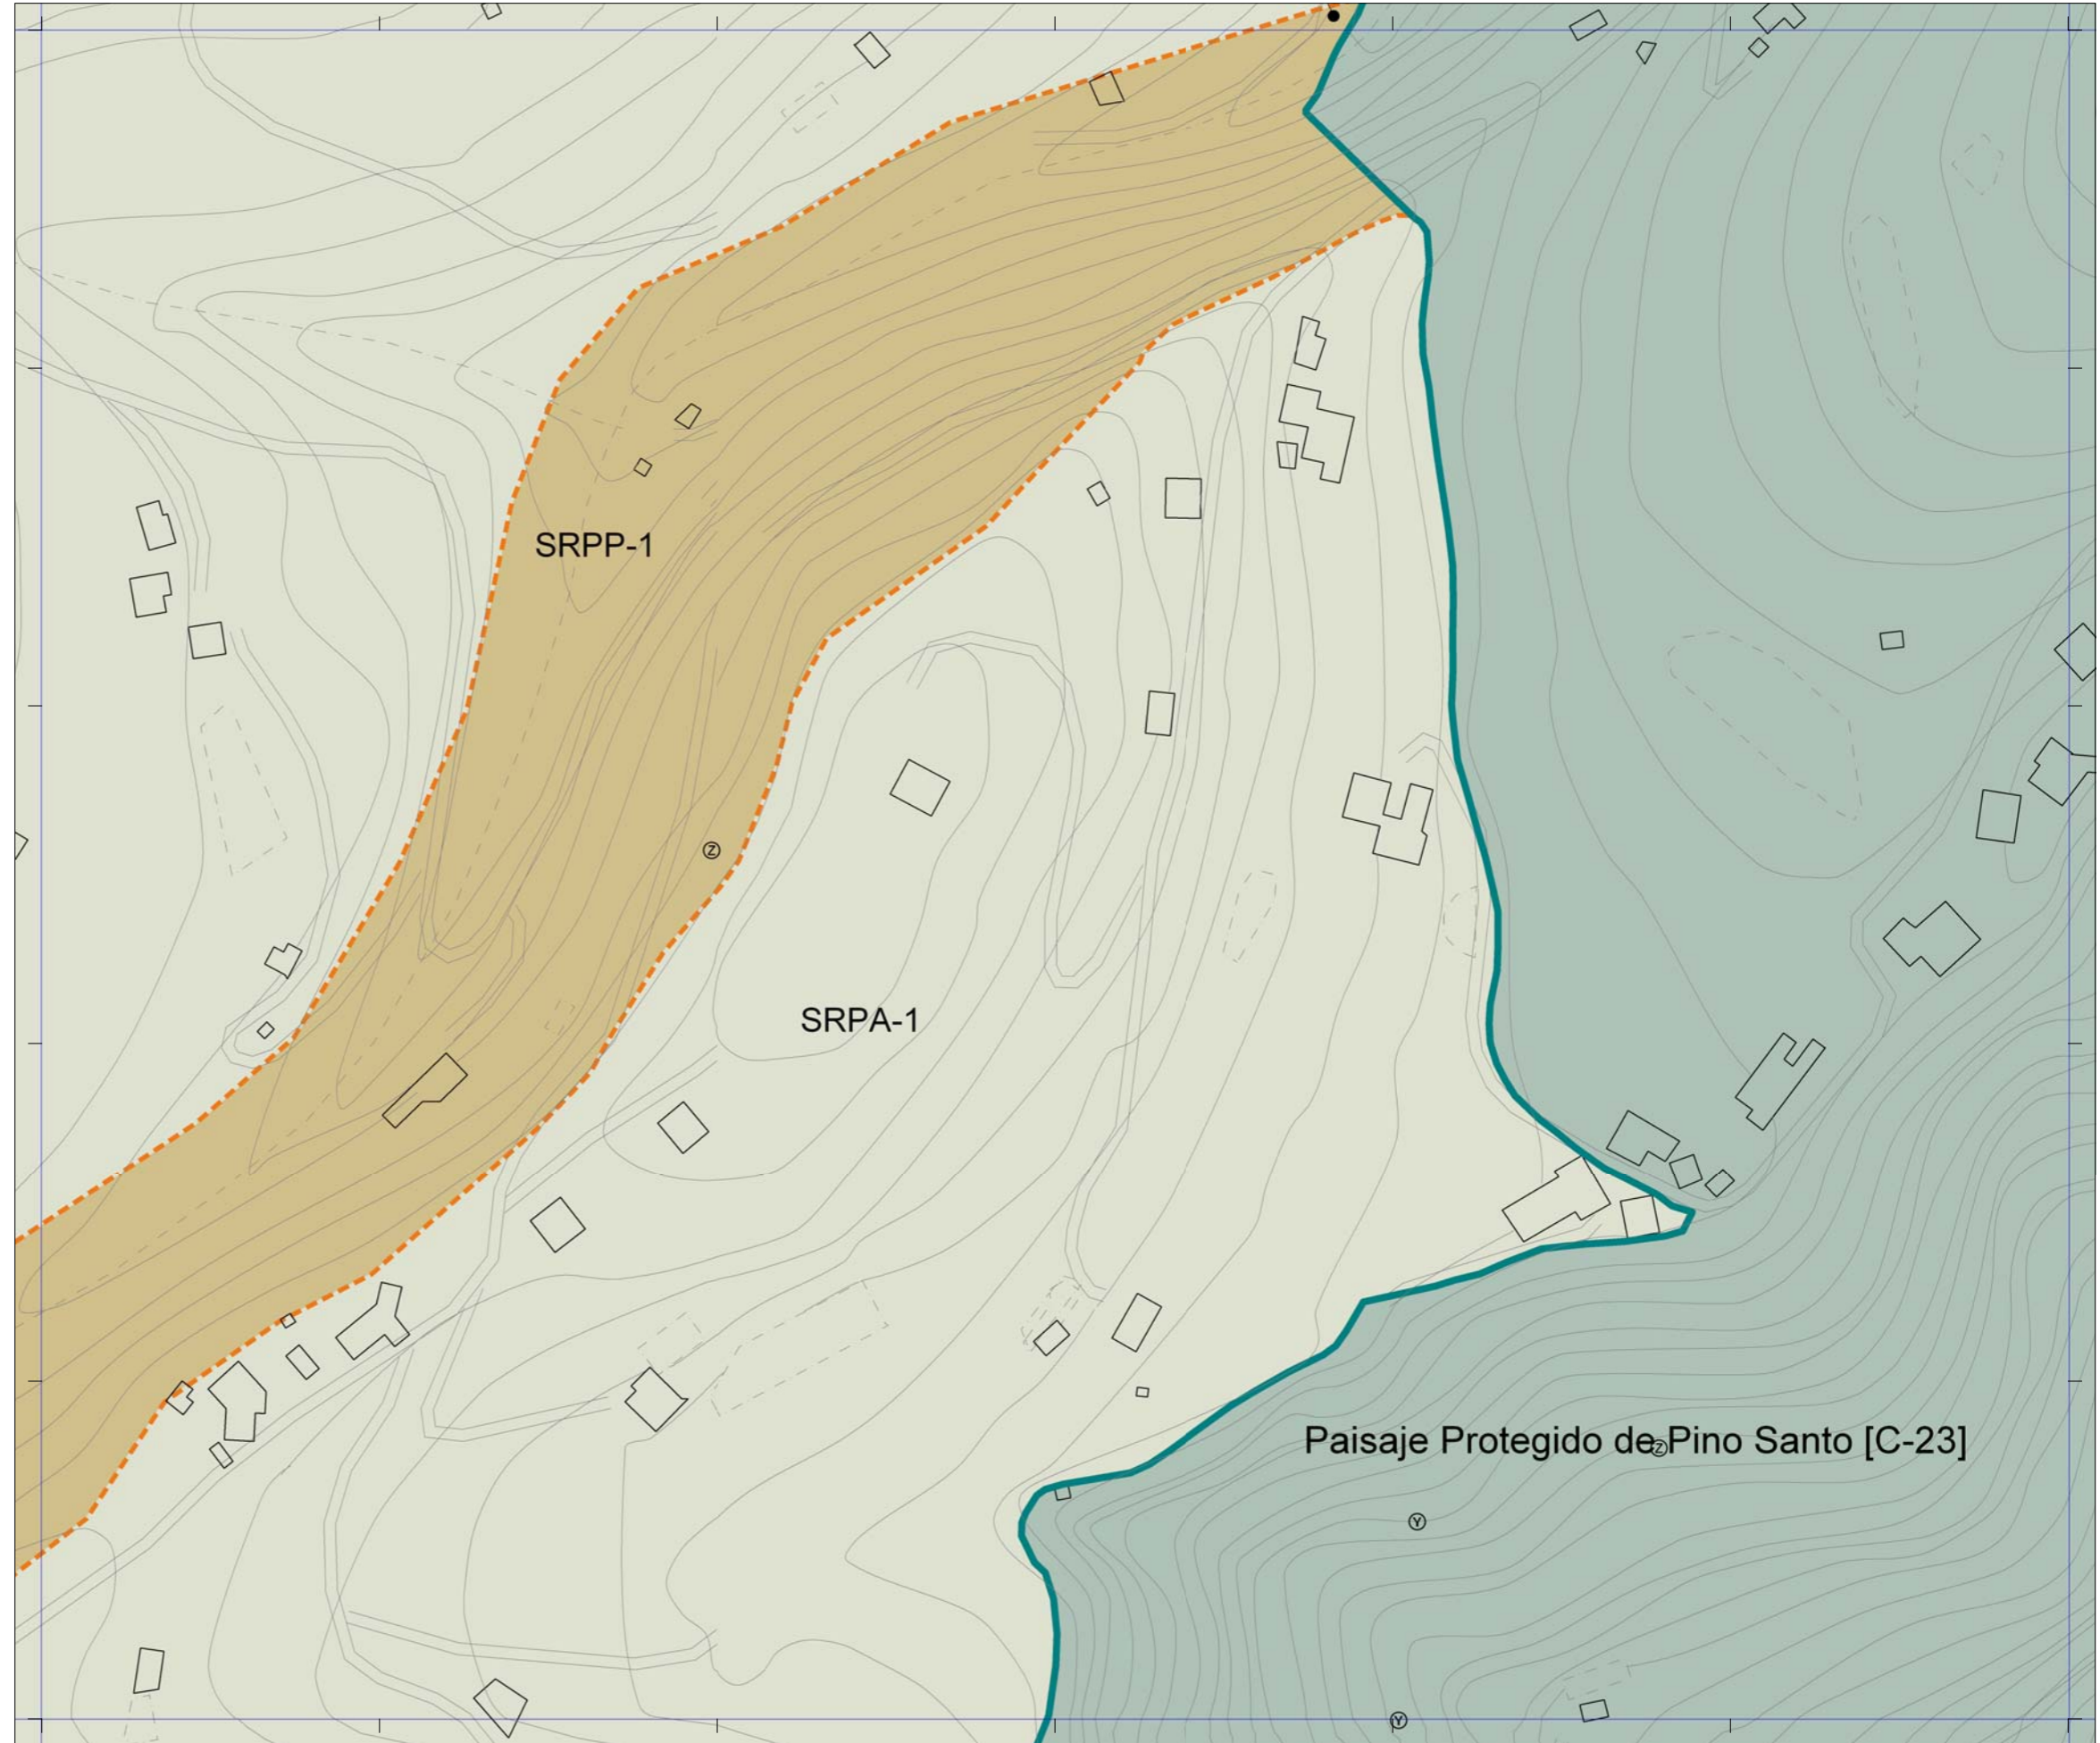 SRPP-1
Z
SRPA-1
Paisaje Protegido de Pino Santo [C-23]
Z
Y
Y